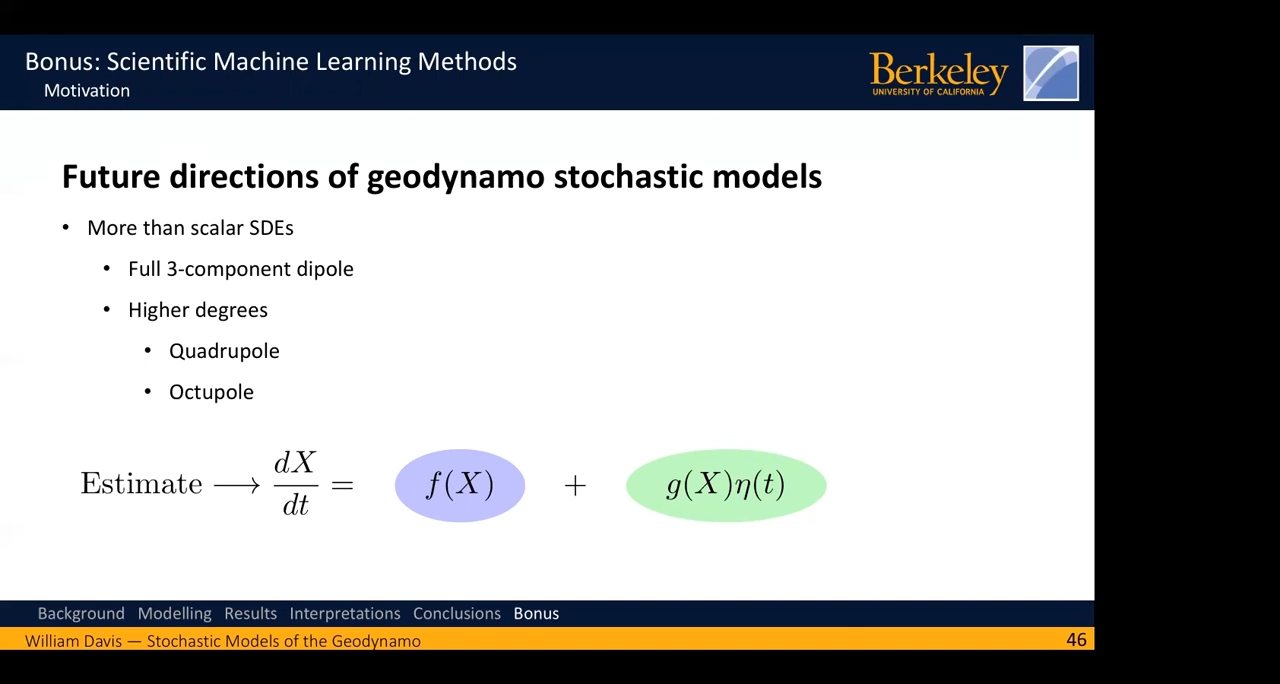 Bonus: Scientific Machine Learning Methods
Motivation
Berkeley
UNIVERSITY OF CALIFORNIA
Future directions of geodynamo stochastic models
• More than scalar SDEs
• Full 3-component dipole
• Higher degrees
• Quadrupole
• Octupole
Estimate ⟶ dX/dt = f(X) + g(X)η(t)
Background Modelling Results Interpretations Conclusions Bonus
William Davis — Stochastic Models of the Geodynamo 46